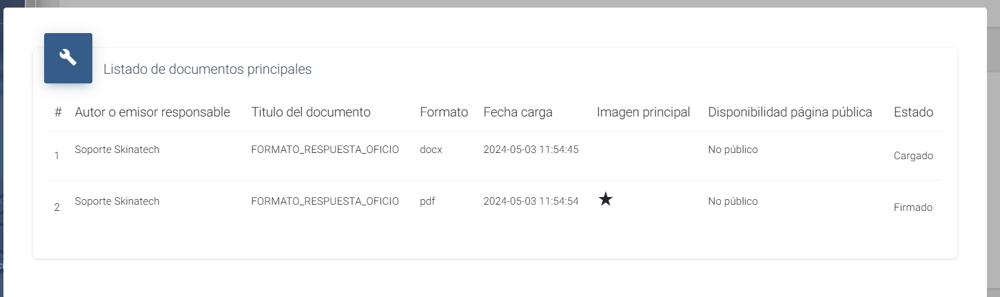 Listado de documentos principales
# Autor o emisor responsable Titulo del documento Formato Fecha carga Imagen principal Disponibilidad página pública Estado
1 Soporte Skinatech FORMATO_RESPUESTA_OFICIO docx 2024-05-03 11:54:45 No público Cargado
2 Soporte Skinatech FORMATO_RESPUESTA_OFICIO pdf 2024-05-03 11:54:54 ★ No público Firmado